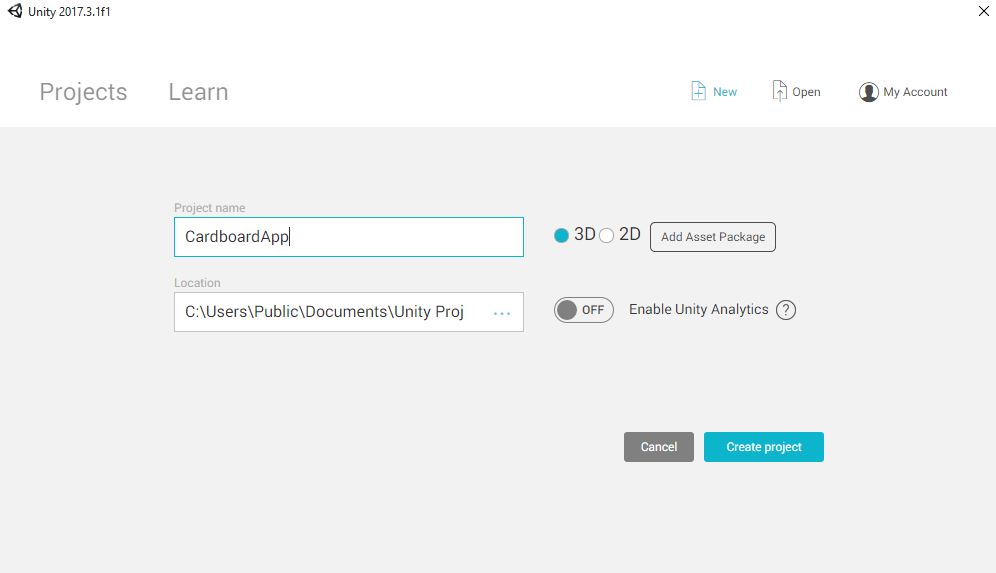 Unity 2017.3.1f1
Projects Learn New Open My Account
Project name
CardboardApp 3D 2D Add Asset Package
Location
C:\Users\Public\Documents\Unity Proj ... OFF Enable Unity Analytics ?
Cancel Create project